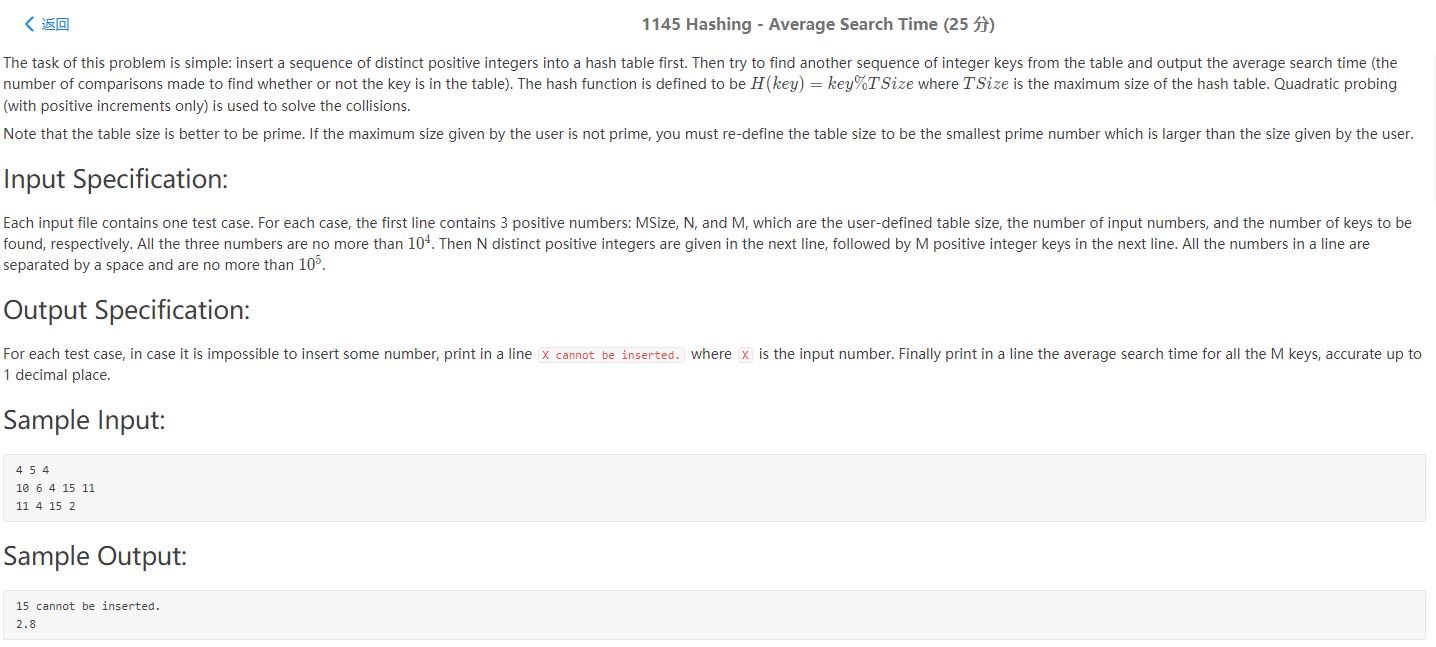 返回
1145 Hashing - Average Search Time (25 分)
The task of this problem is simple: insert a sequence of distinct positive integers into a hash table first. Then try to find another sequence of integer keys from the table and output the average search time (the
number of comparisons made to find whether or not the key is in the table). The hash function is defined to be H(key) = key%TSize where TSize is the maximum size of the hash table. Quadratic probing
(with positive increments only) is used to solve the collisions.
Note that the table size is better to be prime. If the maximum size given by the user is not prime, you must re-define the table size to be the smallest prime number which is larger than the size given by the user.
Input Specification:
Each input file contains one test case. For each case, the first line contains 3 positive numbers: MSize, N, and M, which are the user-defined table size, the number of input numbers, and the number of keys to be
found, respectively. All the three numbers are no more than 10⁴. Then N distinct positive integers are given in the next line, followed by M positive integer keys in the next line. All the numbers in a line are
separated by a space and are no more than 10⁵.
Output Specification:
For each test case, in case it is impossible to insert some number, print in a line X cannot be inserted. where X is the input number. Finally print in a line the average search time for all the M keys, accurate up to
1 decimal place.
Sample Input:
4 5 4
10 6 4 15 11
11 4 15 2
Sample Output:
15 cannot be inserted.
2.8